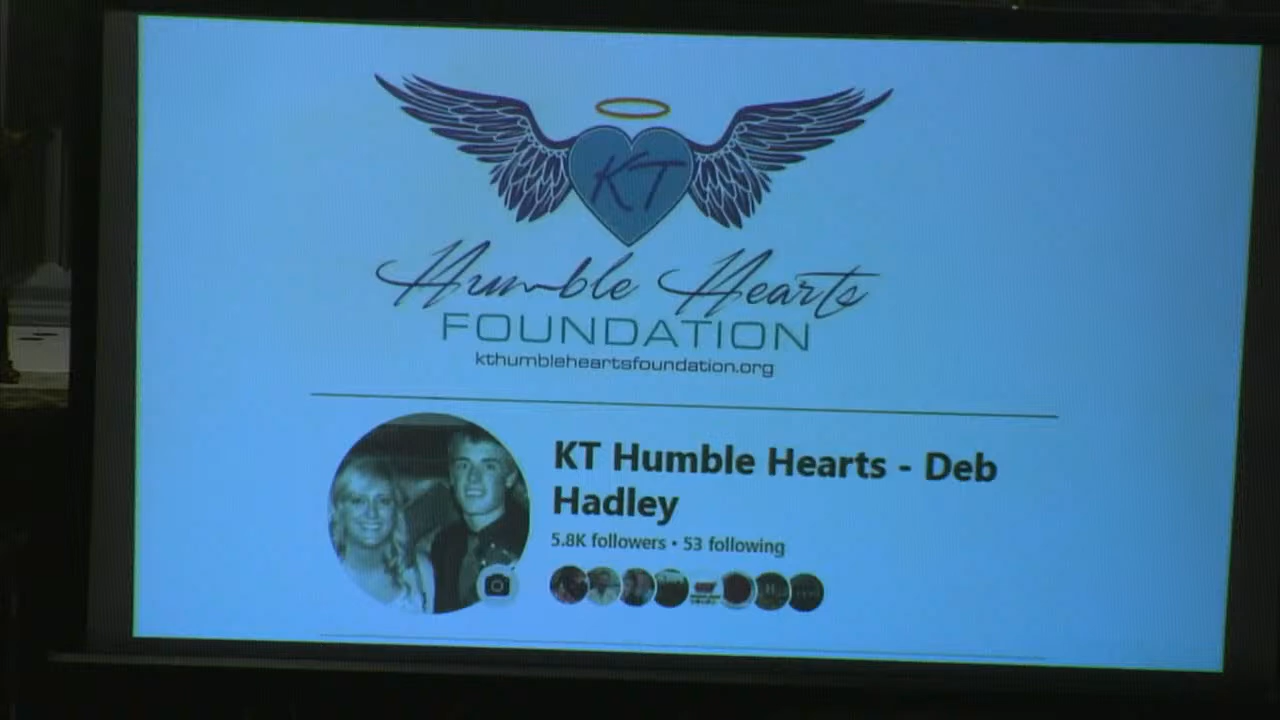 KT
Humble Hearts
FOUNDATION
kthumbleheartsfoundation.org
KT Humble Hearts - Deb
Hadley
5.8K followers • 53 following